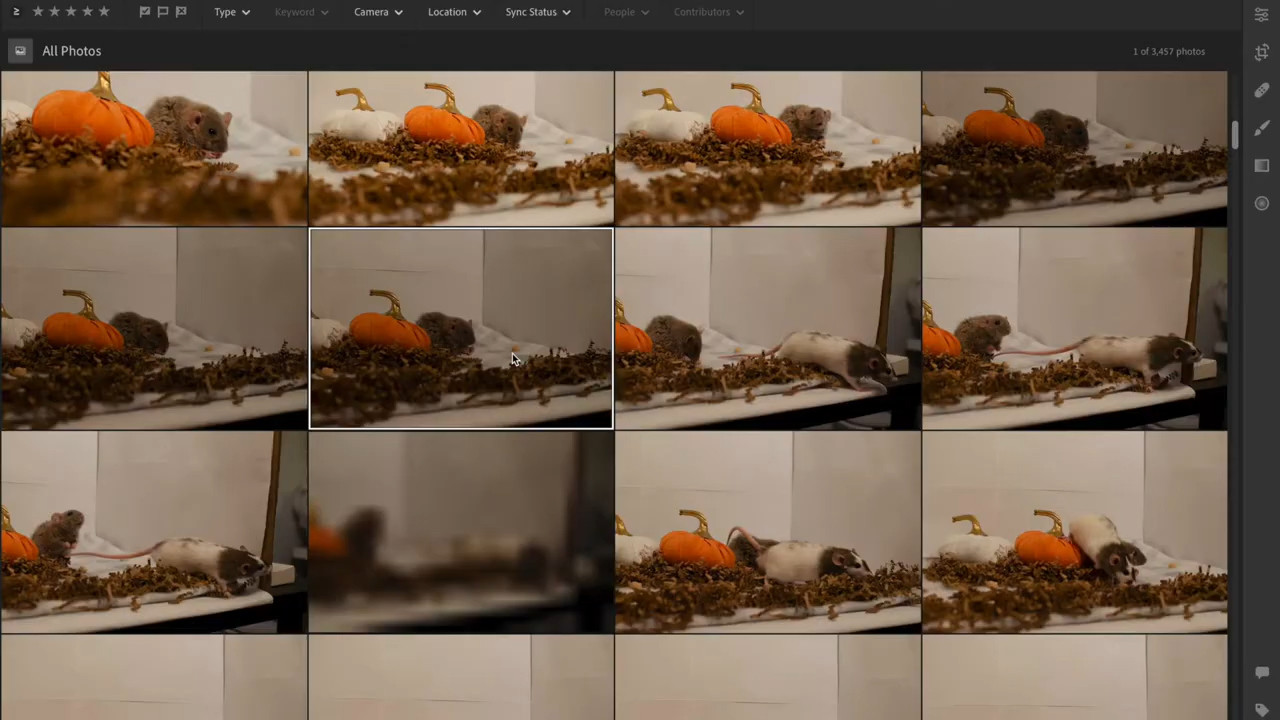 ≥ Type Keyword Camera Location Sync Status People Contributors
All Photos 1 of 3,457 photos